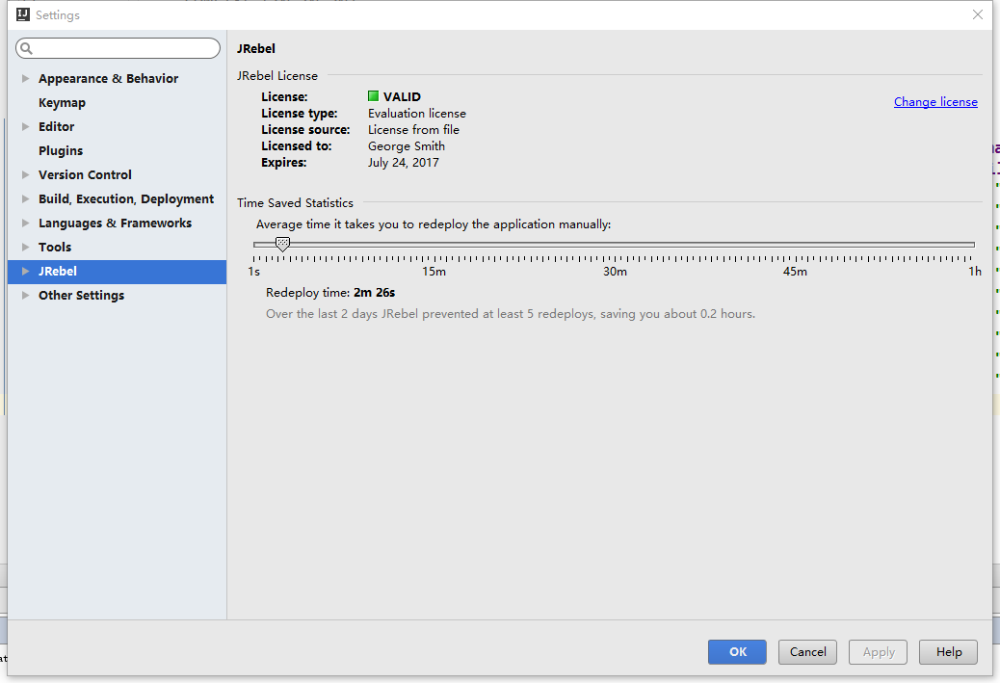 IJ Settings
Appearance & Behavior
Keymap
Editor
Plugins
Version Control
Build, Execution, Deployment
Languages & Frameworks
Tools
JRebel
Other Settings
JRebel
JRebel License
License: VALID
Change license
License type: Evaluation license
License source: License from file
Licensed to: George Smith
Expires: July 24, 2017
Time Saved Statistics
Average time it takes you to redeploy the application manually:
1s 15m 30m 45m 1h
Redeploy time: 2m 26s
Over the last 2 days JRebel prevented at least 5 redeploys, saving you about 0.2 hours.
OK Cancel Apply Help